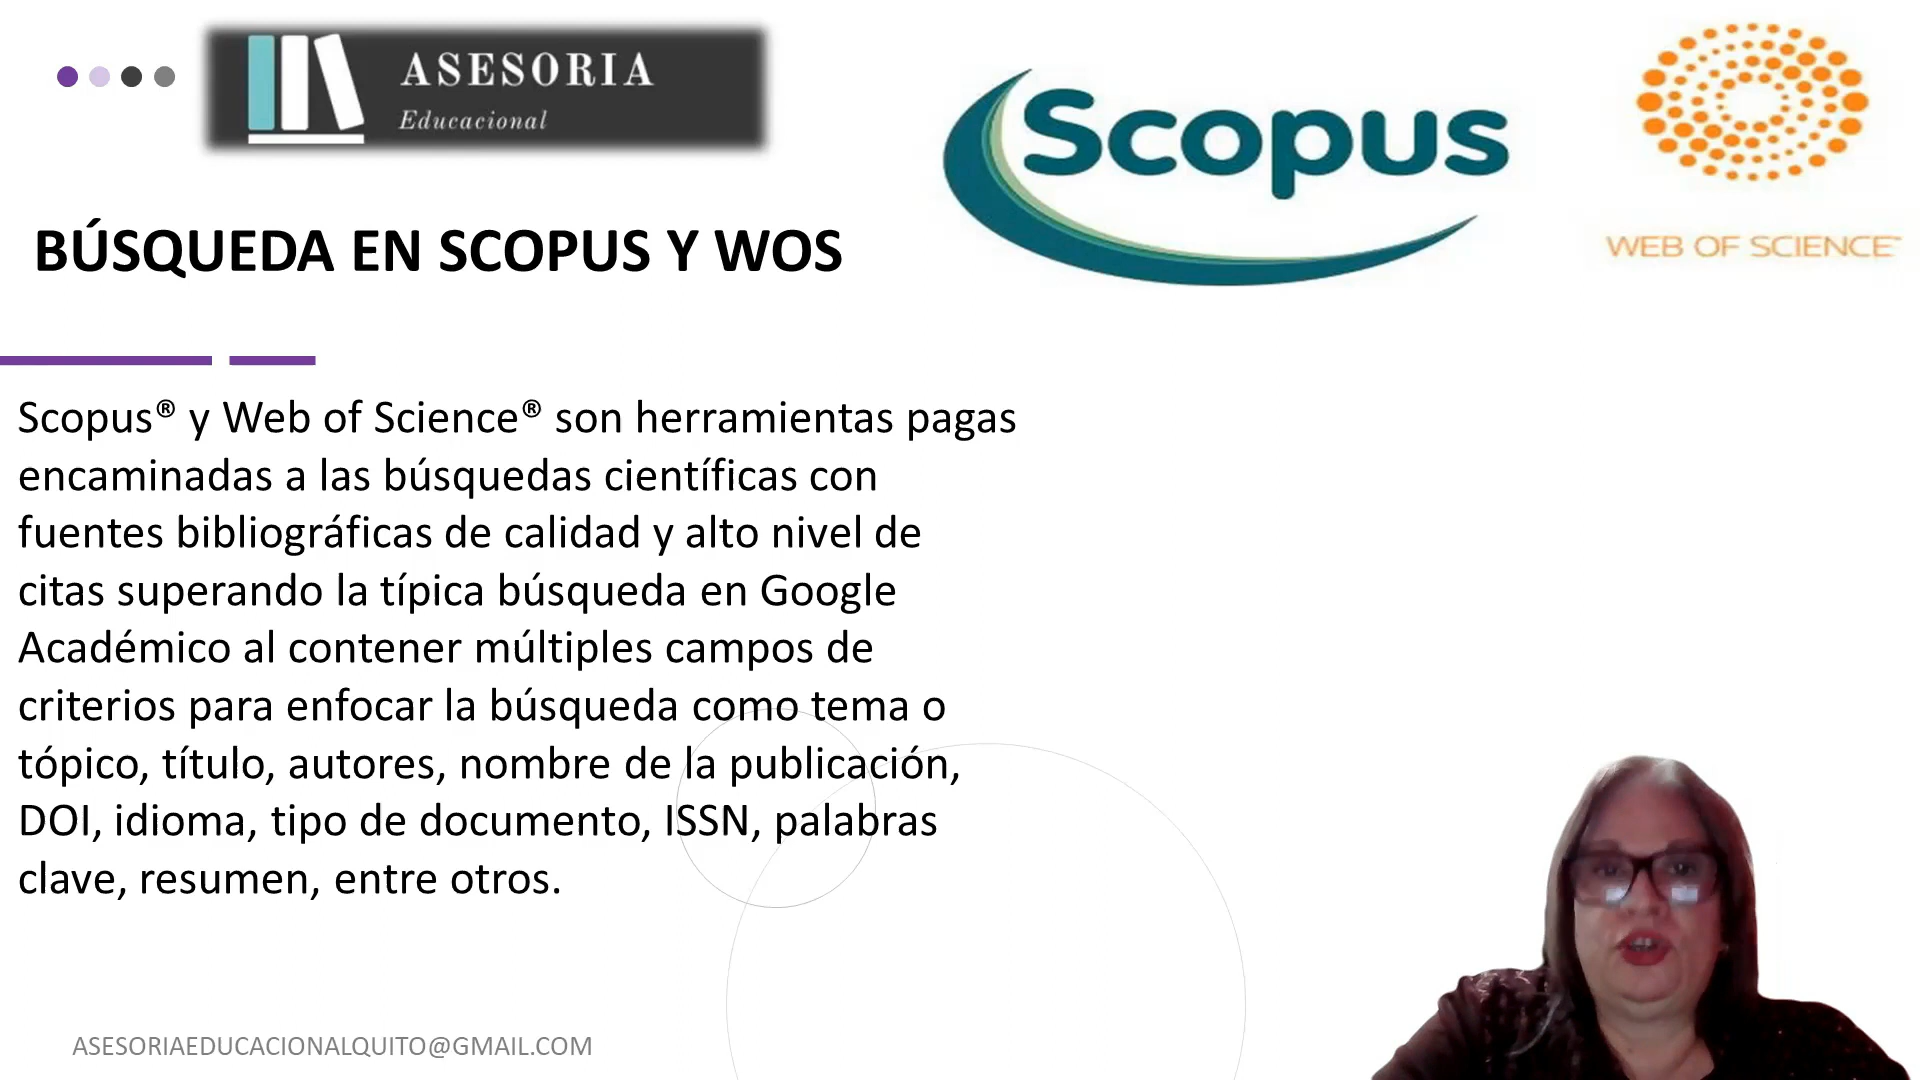 ASESORIA
Educacional
Scopus
WEB OF SCIENCE™
BÚSQUEDA EN SCOPUS Y WOS
Scopus® y Web of Science® son herramientas pagas
encaminadas a las búsquedas científicas con
fuentes bibliográficas de calidad y alto nivel de
citas superando la típica búsqueda en Google
Académico al contener múltiples campos de
criterios para enfocar la búsqueda como tema o
tópico, título, autores, nombre de la publicación,
DOI, idioma, tipo de documento, ISSN, palabras
clave, resumen, entre otros.
ASESORIAEDUCACIONALQUITO@GMAIL.COM